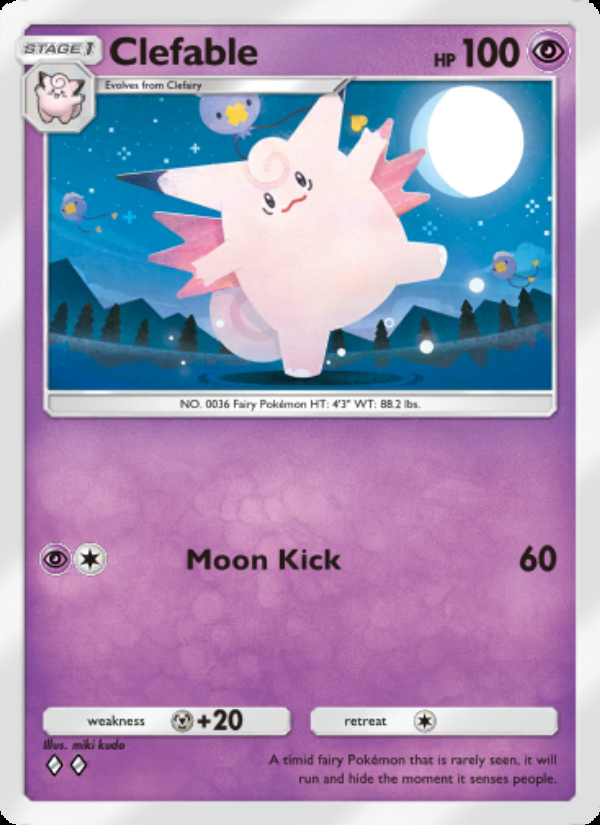 STAGE 1 Clefable HP 100
Evolves from Clefairy
NO. 0036 Fairy Pokémon HT: 4'3" WT: 88.2 lbs.
Moon Kick 60
weakness +20 retreat
Illus. miki kudo
A timid fairy Pokémon that is rarely seen, it will
run and hide the moment it senses people.